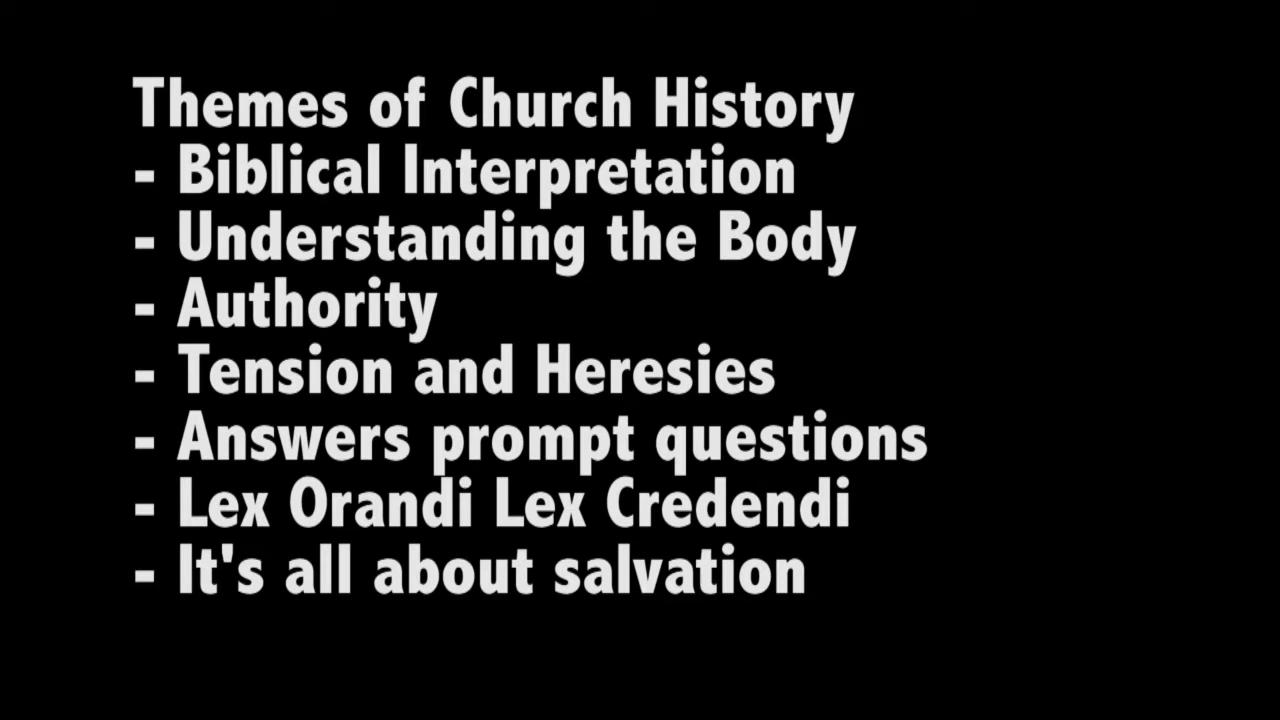 Themes of Church History
- Biblical Interpretation
- Understanding the Body
- Authority
- Tension and Heresies
- Answers prompt questions
- Lex Orandi Lex Credendi
- It's all about salvation